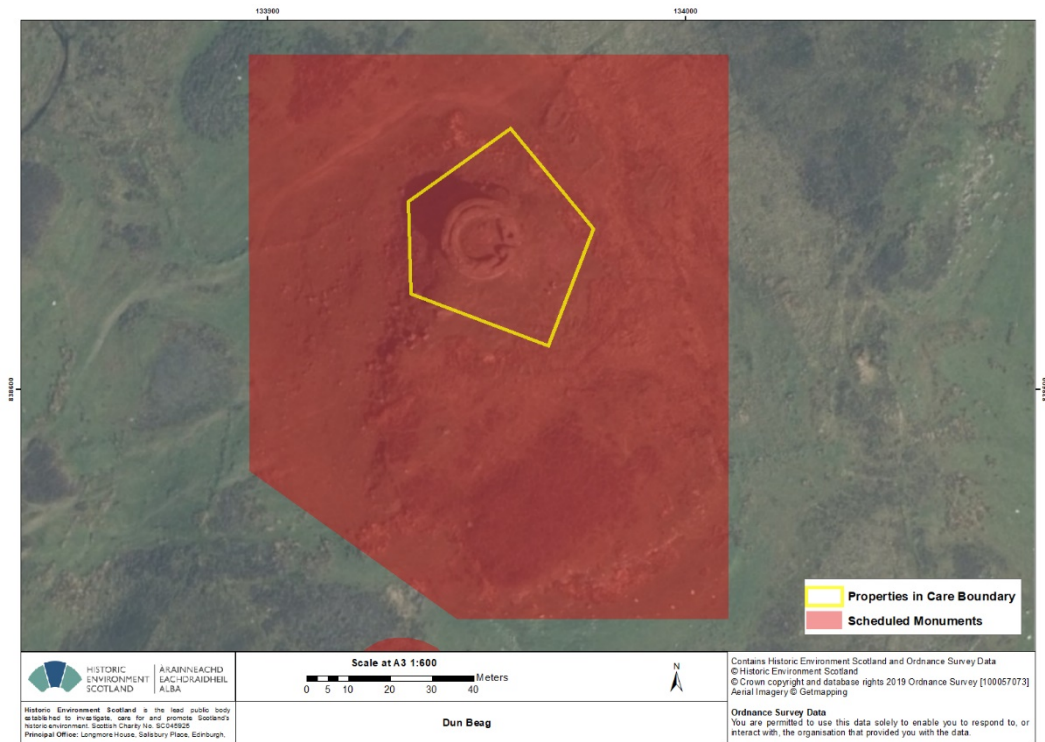 133900
134000
838600
838600
Properties in Care Boundary
Scheduled Monuments
HISTORIC
ENVIRONMENT
SCOTLAND
ÀRAINNEACHD
EACHDRAIDHEIL
ALBA
Historic Environment Scotland is the lead public body
established to investigate, care for and promote Scotland's
historic environment. Scottish Charity No. SC045925
Principal Office: Longmore House, Salisbury Place, Edinburgh,
Scale at A3 1:600
Meters
0 5 10 20 30 40
Dun Beag
N
Contains Historic Environment Scotland and Ordnance Survey Data
© Historic Environment Scotland
© Crown copyright and database rights 2019 Ordnance Survey [100057073]
Aerial Imagery © Getmapping
Ordnance Survey Data
You are permitted to use this data solely to enable you to respond to, or
interact with, the organisation that provided you with the data.